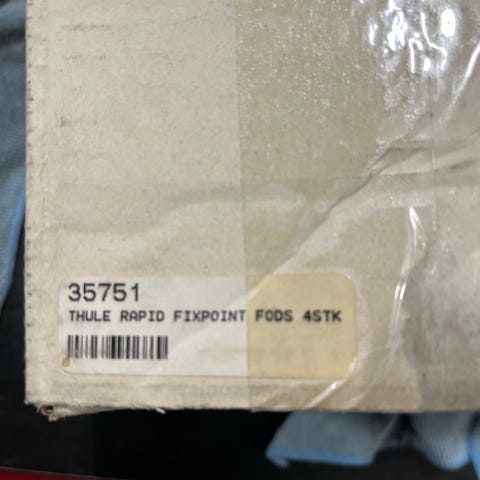 35751
THULE RAPID FIXPOINT FODS 4STK